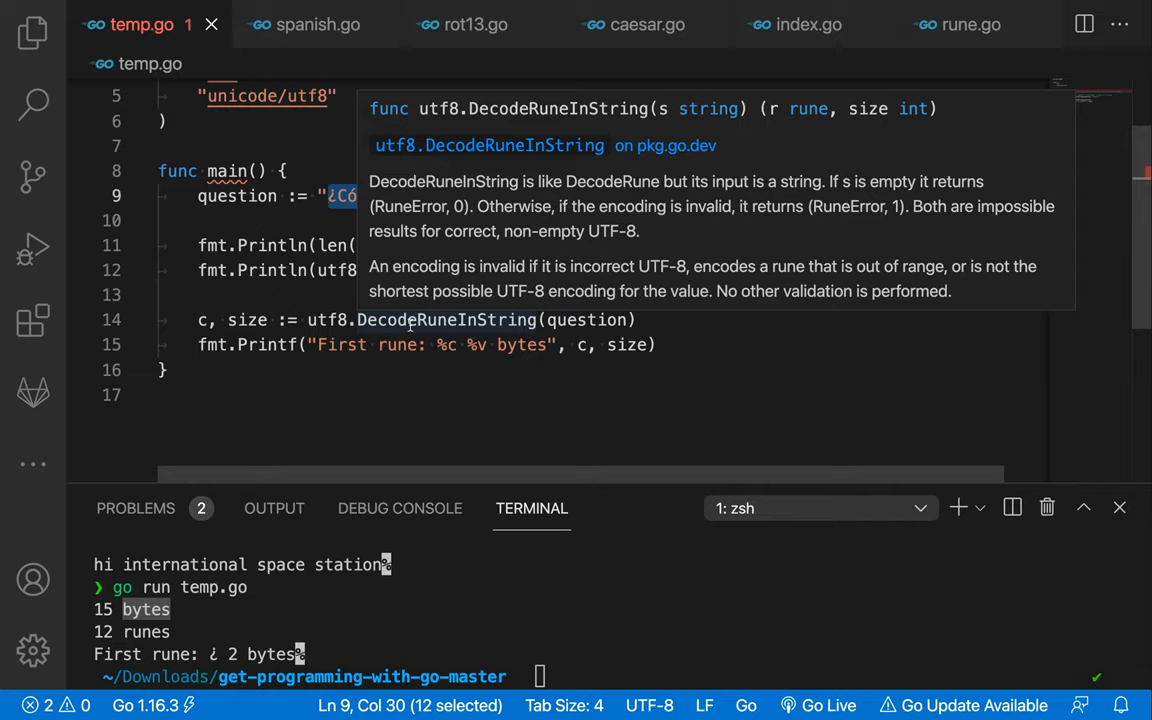 temp.go 1 spanish.go rot13.go caesar.go index.go rune.go
temp.go
5 "unicode/utf8"
6 )
7
8 func main() {
9 question := "¿Có
10
11 fmt.Println(len(
12 fmt.Println(utf8
13
14 c, size := utf8.DecodeRuneInString(question)
15 fmt.Printf("First rune: %c %v bytes", c, size)
16 }
17
func utf8.DecodeRuneInString(s string) (r rune, size int)
utf8.DecodeRuneInString on pkg.go.dev
DecodeRuneInString is like DecodeRune but its input is a string. If s is empty it returns
(RuneError, 0). Otherwise, if the encoding is invalid, it returns (RuneError, 1). Both are impossible
results for correct, non-empty UTF-8.
An encoding is invalid if it is incorrect UTF-8, encodes a rune that is out of range, or is not the
shortest possible UTF-8 encoding for the value. No other validation is performed.
PROBLEMS 2 OUTPUT DEBUG CONSOLE TERMINAL 1: zsh
hi international space station%
❯ go run temp.go
15 bytes
12 runes
First rune: ¿ 2 bytes%
~/Downloads/get-programming-with-go-master
2 0 Go 1.16.3 Ln 9, Col 30 (12 selected) Tab Size: 4 UTF-8 LF Go Go Live Go Update Available